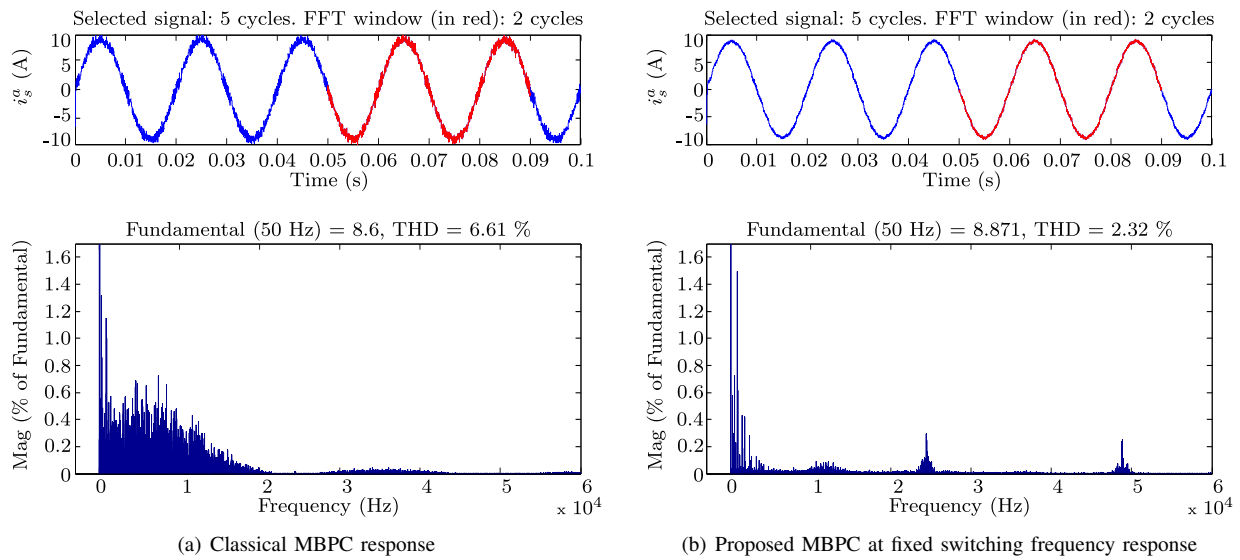 Selected signal: 5 cycles. FFT window (in red): 2 cycles
10
5
0
-5
-10
i_s^a (A)
0 0.01 0.02 0.03 0.04 0.05 0.06 0.07 0.08 0.09 0.1
Time (s)
Fundamental (50 Hz) = 8.6, THD = 6.61 %
1.6
1.4
1.2
1.0
0.8
0.6
0.4
0.2
0
Mag (% of Fundamental)
0 1 2 3 4 5 6
Frequency (Hz)
x 10^4
(a) Classical MBPC response
Selected signal: 5 cycles. FFT window (in red): 2 cycles
10
5
0
-5
-10
i_s^a (A)
0 0.01 0.02 0.03 0.04 0.05 0.06 0.07 0.08 0.09 0.1
Time (s)
Fundamental (50 Hz) = 8.871, THD = 2.32 %
1.6
1.4
1.2
1.0
0.8
0.6
0.4
0.2
0
Mag (% of Fundamental)
0 1 2 3 4 5 6
Frequency (Hz)
x 10^4
(b) Proposed MBPC at fixed switching frequency response